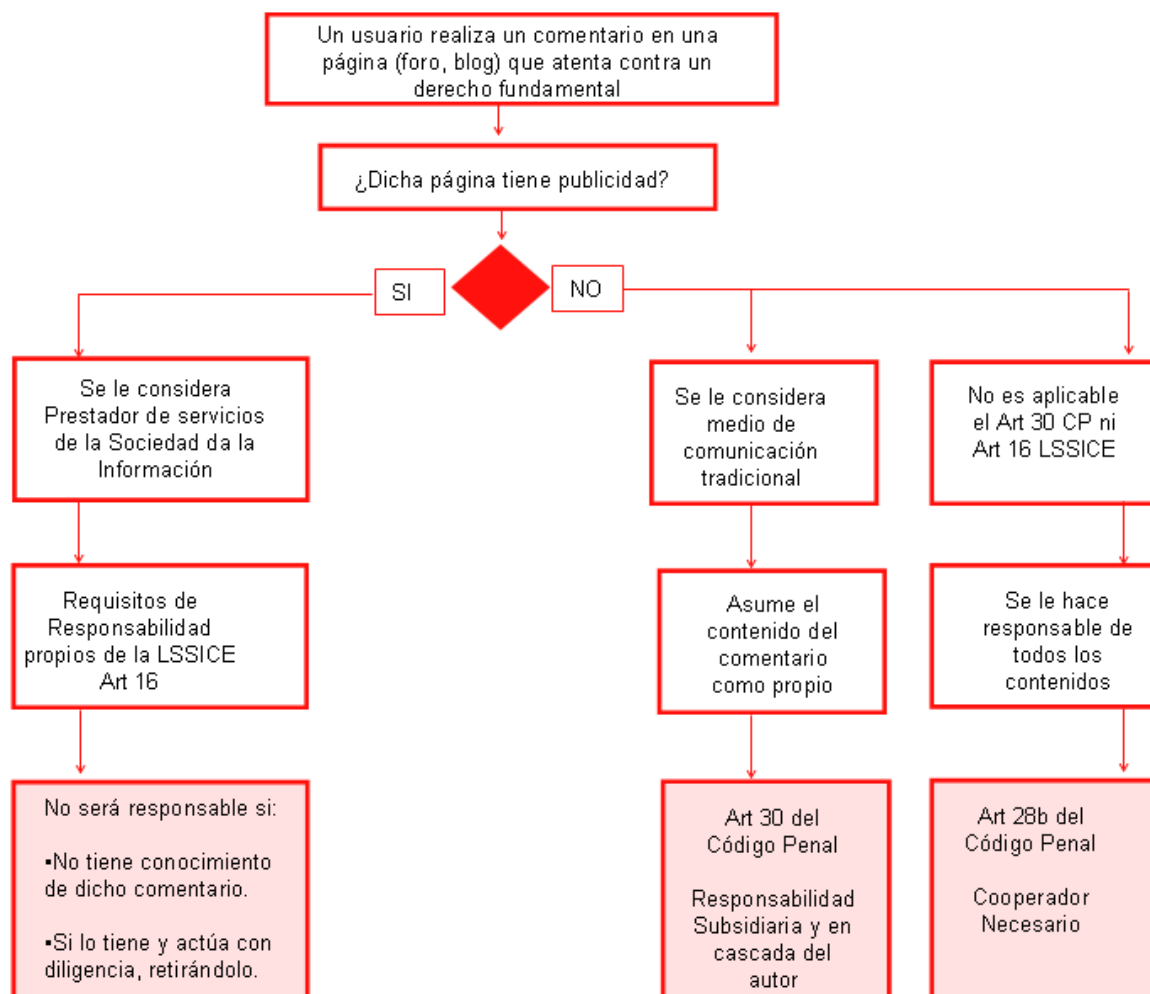 Un usuario realiza un comentario en una
página (foro, blog) que atenta contra un
derecho fundamental
¿Dicha página tiene publicidad?
SI
NO
Se le considera
Prestador de servicios
de la Sociedad da la
Información
Se le considera
medio de
comunicación
tradicional
No es aplicable
el Art 30 CP ni
Art 16 LSSICE
Requisitos de
Responsabilidad
propios de la LSSICE
Art 16
Asume el
contenido del
comentario
como propio
Se le hace
responsable de
todos los
contenidos
No será responsable si:
▪No tiene conocimiento
de dicho comentario.
▪Si lo tiene y actúa con
diligencia, retirándolo.
Art 30 del
Código Penal
Responsabilidad
Subsidiaria y en
cascada del
autor
Art 28b del
Código Penal
Cooperador
Necesario